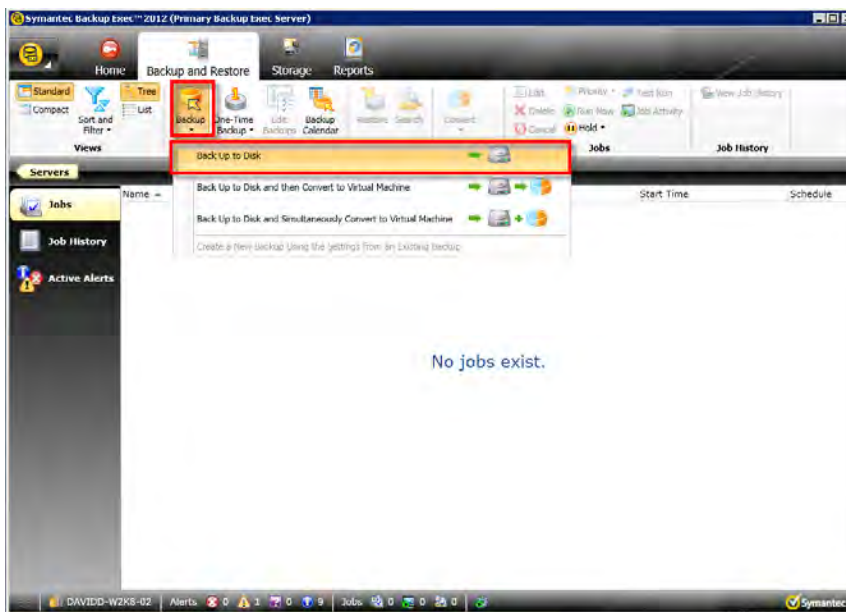 Symantec Backup Exec™ 2012 (Primary Backup Exec Server)
Home Backup and Restore Storage Reports
Standard
Compact
Sort and Filter
Tree
List
Views
Backup
One-Time Backup
Edit Backups
Backup Calendar
Restore
Search
Convert
Edit
Delete
Cancel
Priority
Run Now
Hold
Test Run
Job Activity
Jobs
View Job History
Job History
Back Up to Disk
Back Up to Disk and then Convert to Virtual Machine
Back Up to Disk and Simultaneously Convert to Virtual Machine
Create a New Backup Using the Settings from an Existing Backup
Servers
Name
Start Time
Schedule
Jobs
Job History
Active Alerts
No jobs exist.
DAVIDD-W2K8-02 Alerts 0 1 0 9 Jobs 0 0 0
Symantec